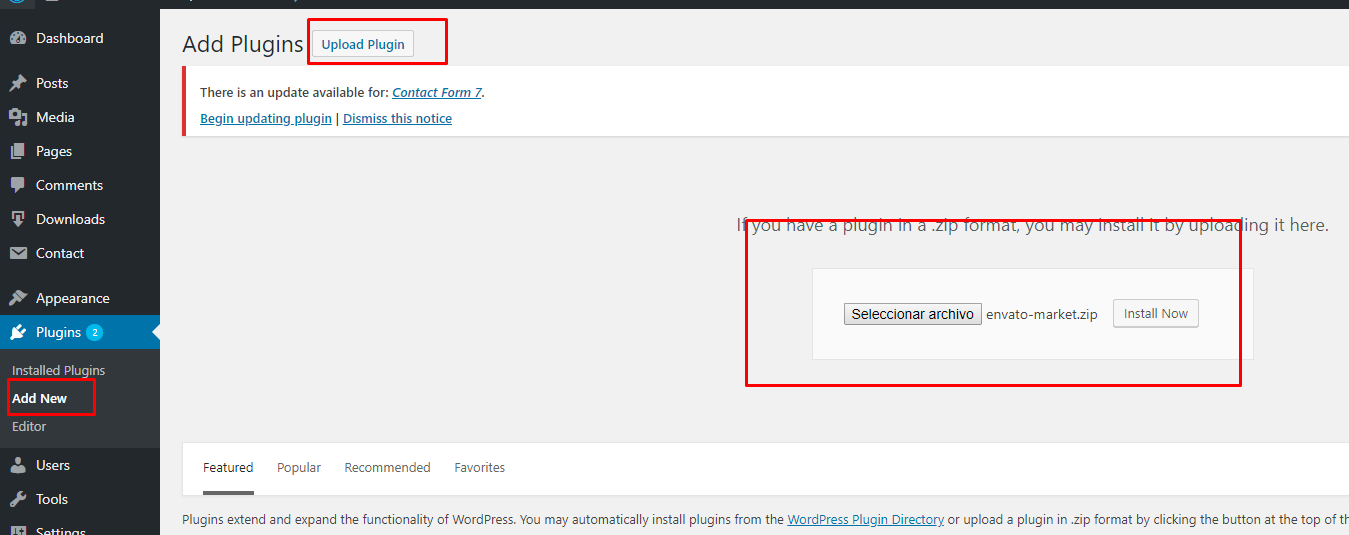 Dashboard
Posts
Media
Pages
Comments
Downloads
Contact
Appearance
Plugins 2
Installed Plugins
Add New
Editor
Users
Tools
Settings
Add Plugins Upload Plugin
There is an update available for: Contact Form 7.
Begin updating plugin | Dismiss this notice
If you have a plugin in a .zip format, you may install it by uploading it here.
Seleccionar archivo envato-market.zip Install Now
Featured Popular Recommended Favorites
Plugins extend and expand the functionality of WordPress. You may automatically install plugins from the WordPress Plugin Directory or upload a plugin in .zip format by clicking the button at the top of